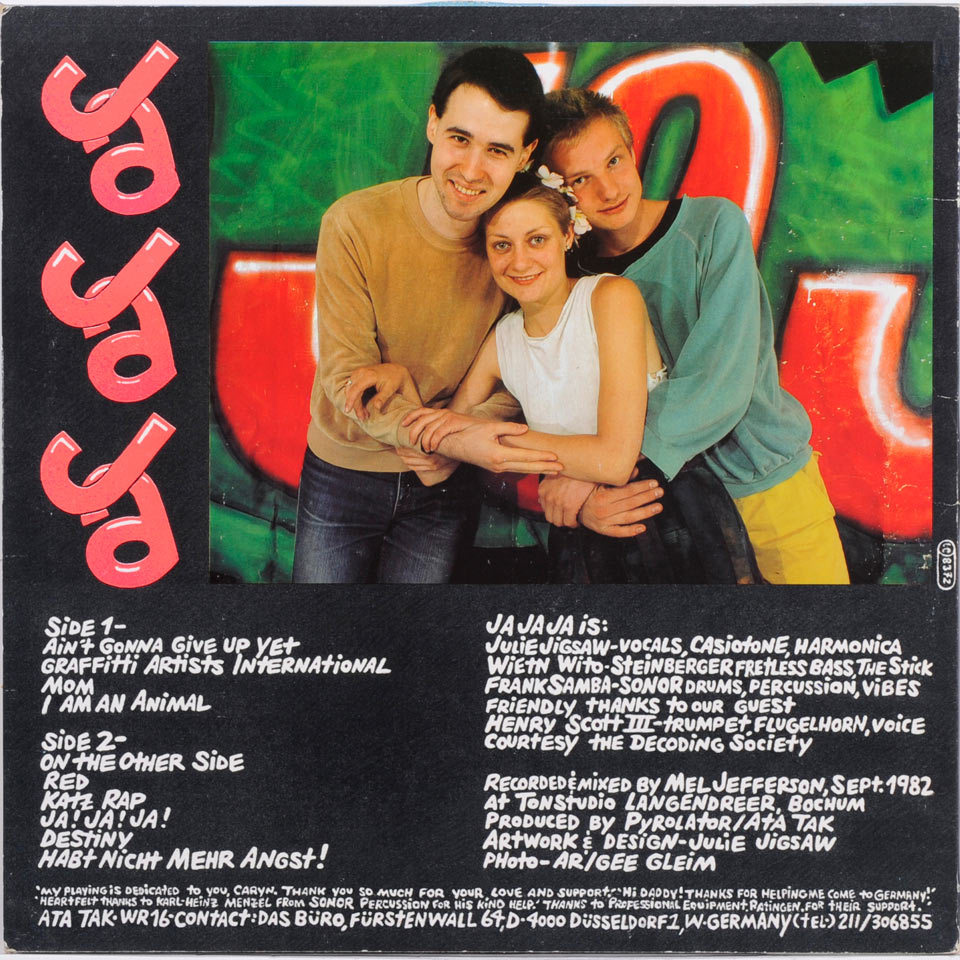 Ja
Ja
Ja
LC 8372
SiDE 1-
Ain't GONNA GiVE UP YEt
GRAFFitti ARtiSts INtERNAtiONAL
MOM
I AM AN ANiMAL
SiDE 2-
ON tHE OtHER SiDE
RED
KAtZ RAP
JA! JA! JA!
DEStiNY
HABt NiCHt MEHR ANGSt!
JA JA JA iS:
JULiE JiGSAW-VOCALS, CASiOtONE, HARMONiCA
WiEtN Wito-STEiNBERGER FREtLESS BASS, THE StiCK
FRANK SAMBA-SONOR DRUMS, PERCUSSiON, ViBES
FRiENDLY tHANKS to OUR GUESt
HENRY SCOtt III-tRUMPEt, FLUGELHORN, VOiCE
COURtESY tHE DECODiNG SOCiEtY
RECORDED & MiXED BY MEL JEFFERSON, SEPt. 1982
At TONStUDiO LANGENDREER, BOCHUM
PRODUCED BY PYROLAtOR/AtA TAK
ARtWORK & DESiGN-JULiE JiGSAW
PHOtO-AR/GEE GLEiM
"MY PLAYiNG iS DEDiCAtED tO YOU, CARYN. THANK YOU SO MUCH FOR YOUR LOVE AND SUPPORt." "Hi DADDY! THANKS FOR HELPiNG ME COME tO GERMANY!"
"HEARtFELt tHANKS tO KARL-HEiNZ MENZEL FROM SONOR PERCUSSiON FOR HiS KiND HELP." THANKS tO PROFESSiONAL EQUiPMENt, RAtiNGEN, FOR tHEiR SUPPORt."
AtA TAK·WR16-CONtACt: DAS BÜRO, FÜRStENWALL 64, D-4000 DÜSSELDORF 1, W-GERMANY (tEL) 211/306855